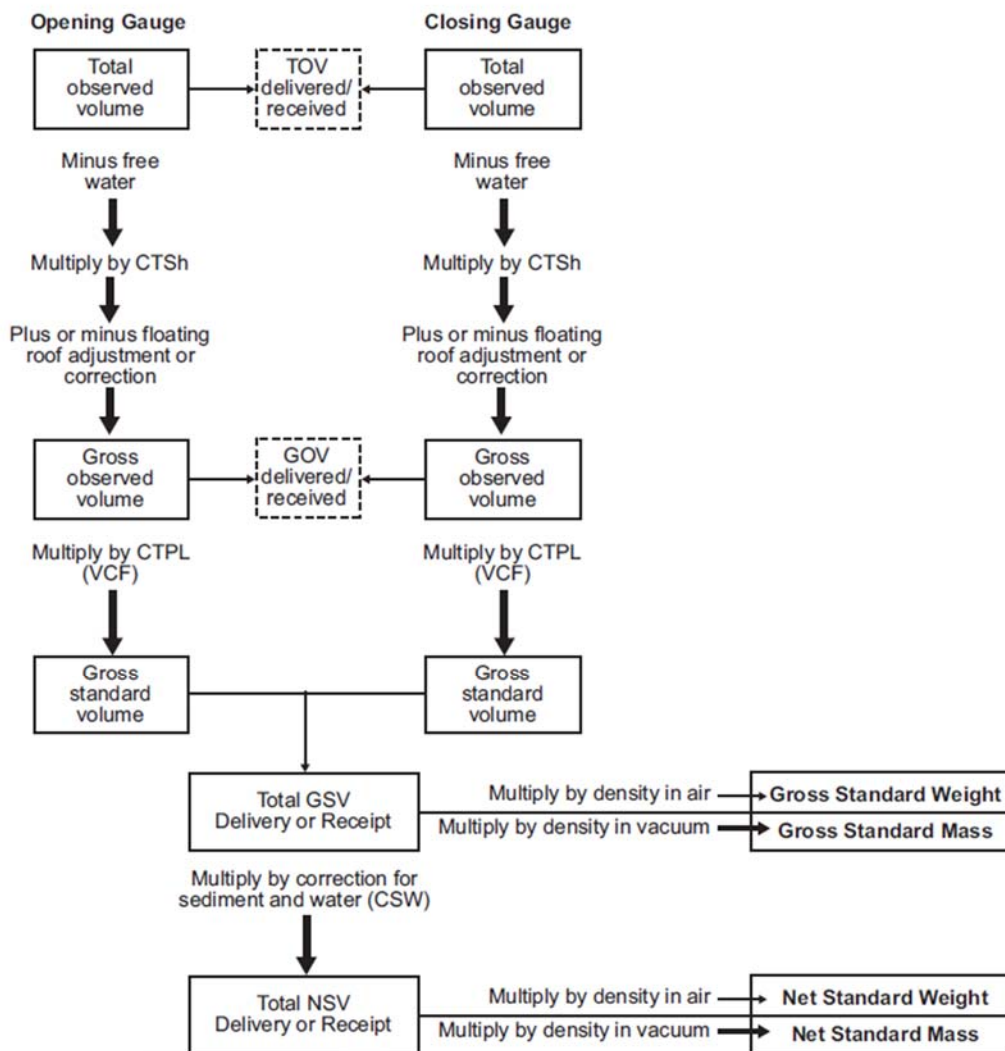 Opening Gauge
Closing Gauge
Total
observed
volume
TOV
delivered/
received
Total
observed
volume
Minus free
water
Minus free
water
Multiply by CTSh
Multiply by CTSh
Plus or minus floating
roof adjustment or
correction
Plus or minus floating
roof adjustment or
correction
Gross
observed
volume
GOV
delivered/
received
Gross
observed
volume
Multiply by CTPL
(VCF)
Multiply by CTPL
(VCF)
Gross
standard
volume
Gross
standard
volume
Total GSV
Delivery or Receipt
Multiply by density in air
Gross Standard Weight
Multiply by density in vacuum
Gross Standard Mass
Multiply by correction for
sediment and water (CSW)
Total NSV
Delivery or Receipt
Multiply by density in air
Net Standard Weight
Multiply by density in vacuum
Net Standard Mass